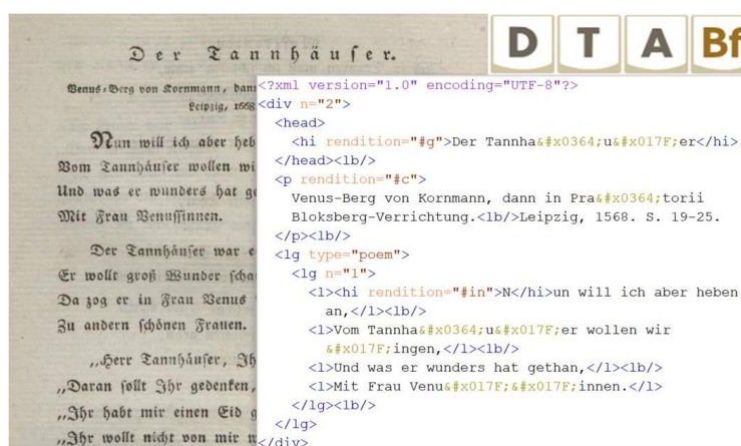 Der Tannhäuſer.
Venus-Berg von Kornmann, dan
Leipzig, 1668
Nun will ich aber heb
Vom Tannhäuſer wollen wi
Und was er wunders hat ge
Mit Frau Venuſſinnen.
Der Tannhäuſer war e
Er wollt groß Wunder ſcha
Da zog er in Frau Venus
Zu andern ſchönen Frauen.
„Herr Tannhäuſer, Ih
„Daran ſollt Ihr gedenken,
„Ihr habt mir einen Eid g
„Ihr wollt nicht von mir n
D T A Bf
<?xml version="1.0" encoding="UTF-8"?>
<div n="2">
<head>
<hi rendition="#g">Der Tannha&#x0364;u&#x017F;er</hi>
</head><lb/>
<p rendition="#c">
Venus-Berg von Kornmann, dann in Pra&#x0364;torii
Bloksberg-Verrichtung.<lb/>Leipzig, 1568. S. 19-25.
</p><lb/>
<lg type="poem">
<lg n="1">
<l><hi rendition="#in">N</hi>un will ich aber heben
an,</l><lb/>
<l>Vom Tannha&#x0364;u&#x017F;er wollen wir
&#x017F;ingen,</l><lb/>
<l>Und was er wunders hat gethan,</l><lb/>
<l>Mit Frau Venu&#x017F;&#x017F;innen.</l>
</lg><lb/>
</lg>
</div>